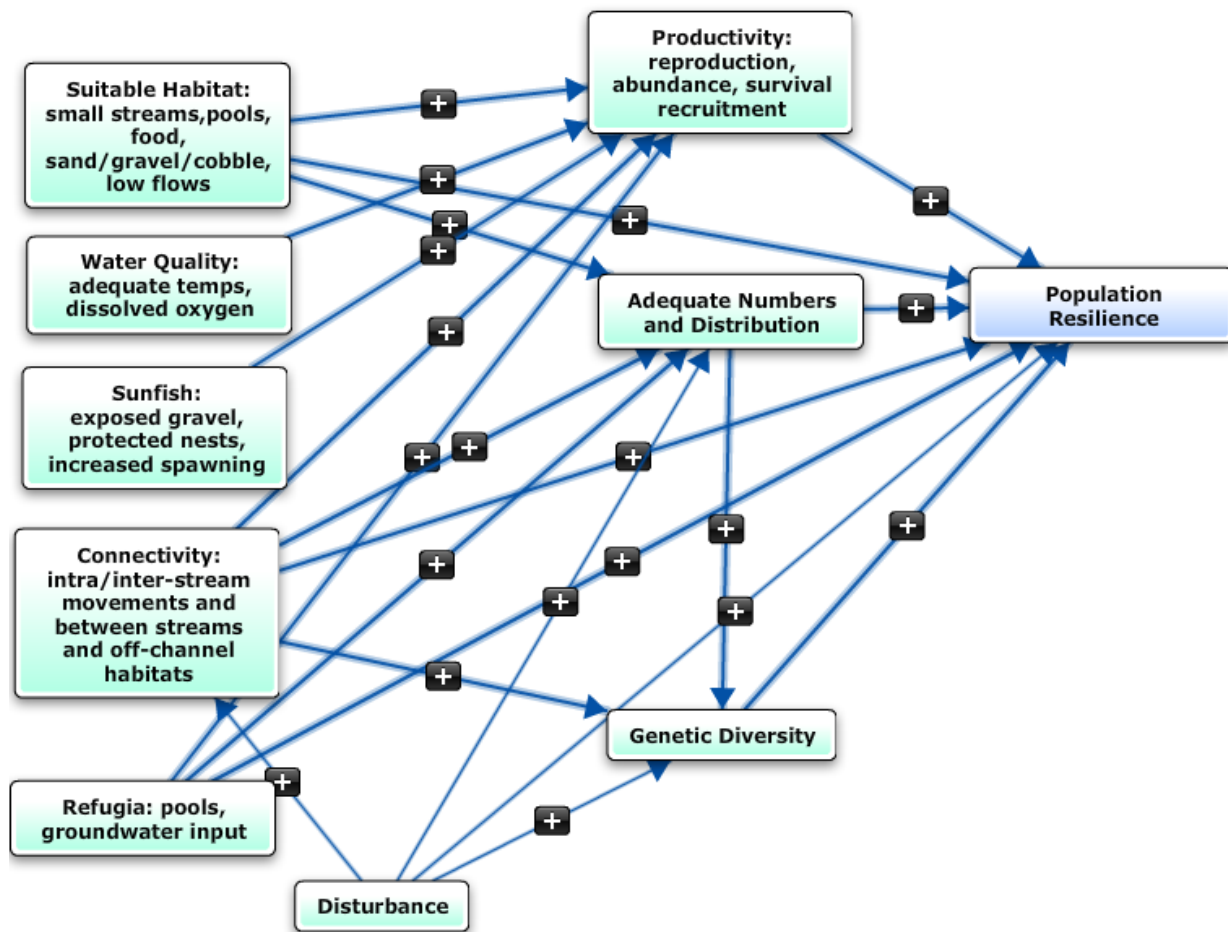 Productivity:
reproduction,
abundance, survival
recruitment
Suitable Habitat:
small streams,pools,
food,
sand/gravel/cobble,
low flows
+
+
+
+
+
+
Water Quality:
adequate temps,
dissolved oxygen
Adequate Numbers
and Distribution
+
Population
Resilience
+
Sunfish:
exposed gravel,
protected nests,
increased spawning
+
+
+
+
+
Connectivity:
intra/inter-stream
movements and
between streams
and off-channel
habitats
+
+
+
+
+
+
Genetic Diversity
Refugia: pools,
groundwater input
+
+
Disturbance